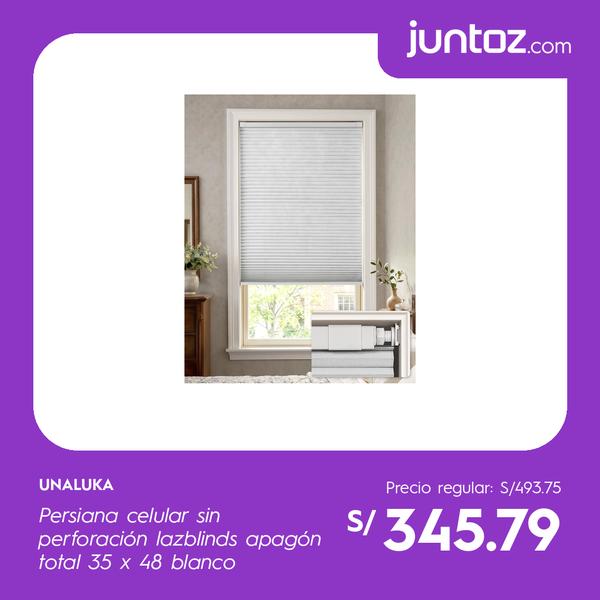 juntoz.com
UNALUKA
Persiana celular sin
perforación lazblinds apagón
total 35 x 48 blanco
Precio regular: S/493.75
S/ 345.79